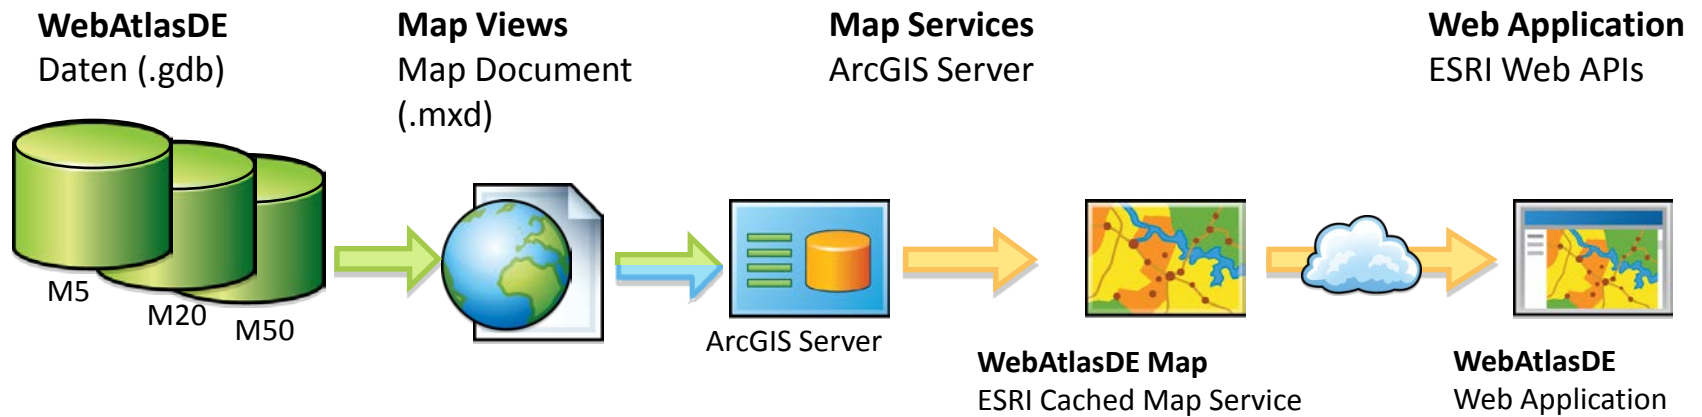 WebAtlasDE
Daten (.gdb)
Map Views
Map Document
(.mxd)
Map Services
ArcGIS Server
Web Application
ESRI Web APIs
M5
M20
M50
ArcGIS Server
WebAtlasDE Map
ESRI Cached Map Service
WebAtlasDE
Web Application